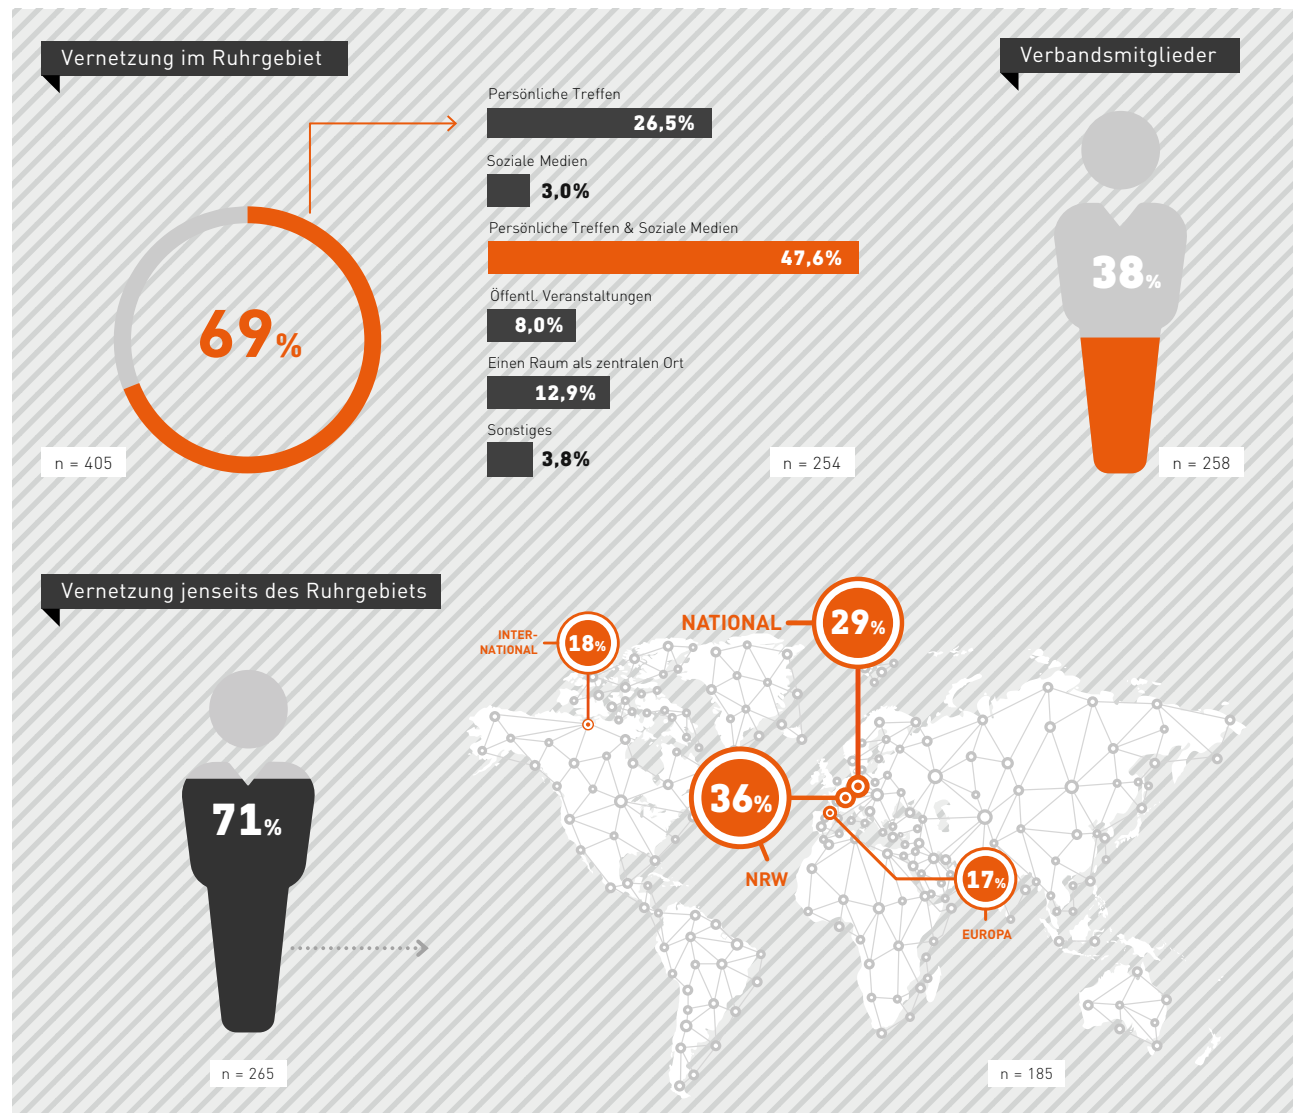 Vernetzung im Ruhrgebiet
69%
n = 405
Persönliche Treffen
26,5%
Soziale Medien
3,0%
Persönliche Treffen & Soziale Medien
47,6%
Öffentl. Veranstaltungen
8,0%
Einen Raum als zentralen Ort
12,9%
Sonstiges
3,8%
n = 254
Verbandsmitglieder
38%
n = 258
Vernetzung jenseits des Ruhrgebiets
71%
n = 265
INTER-
NATIONAL
18%
NATIONAL
29%
36%
NRW
17%
EUROPA
n = 185